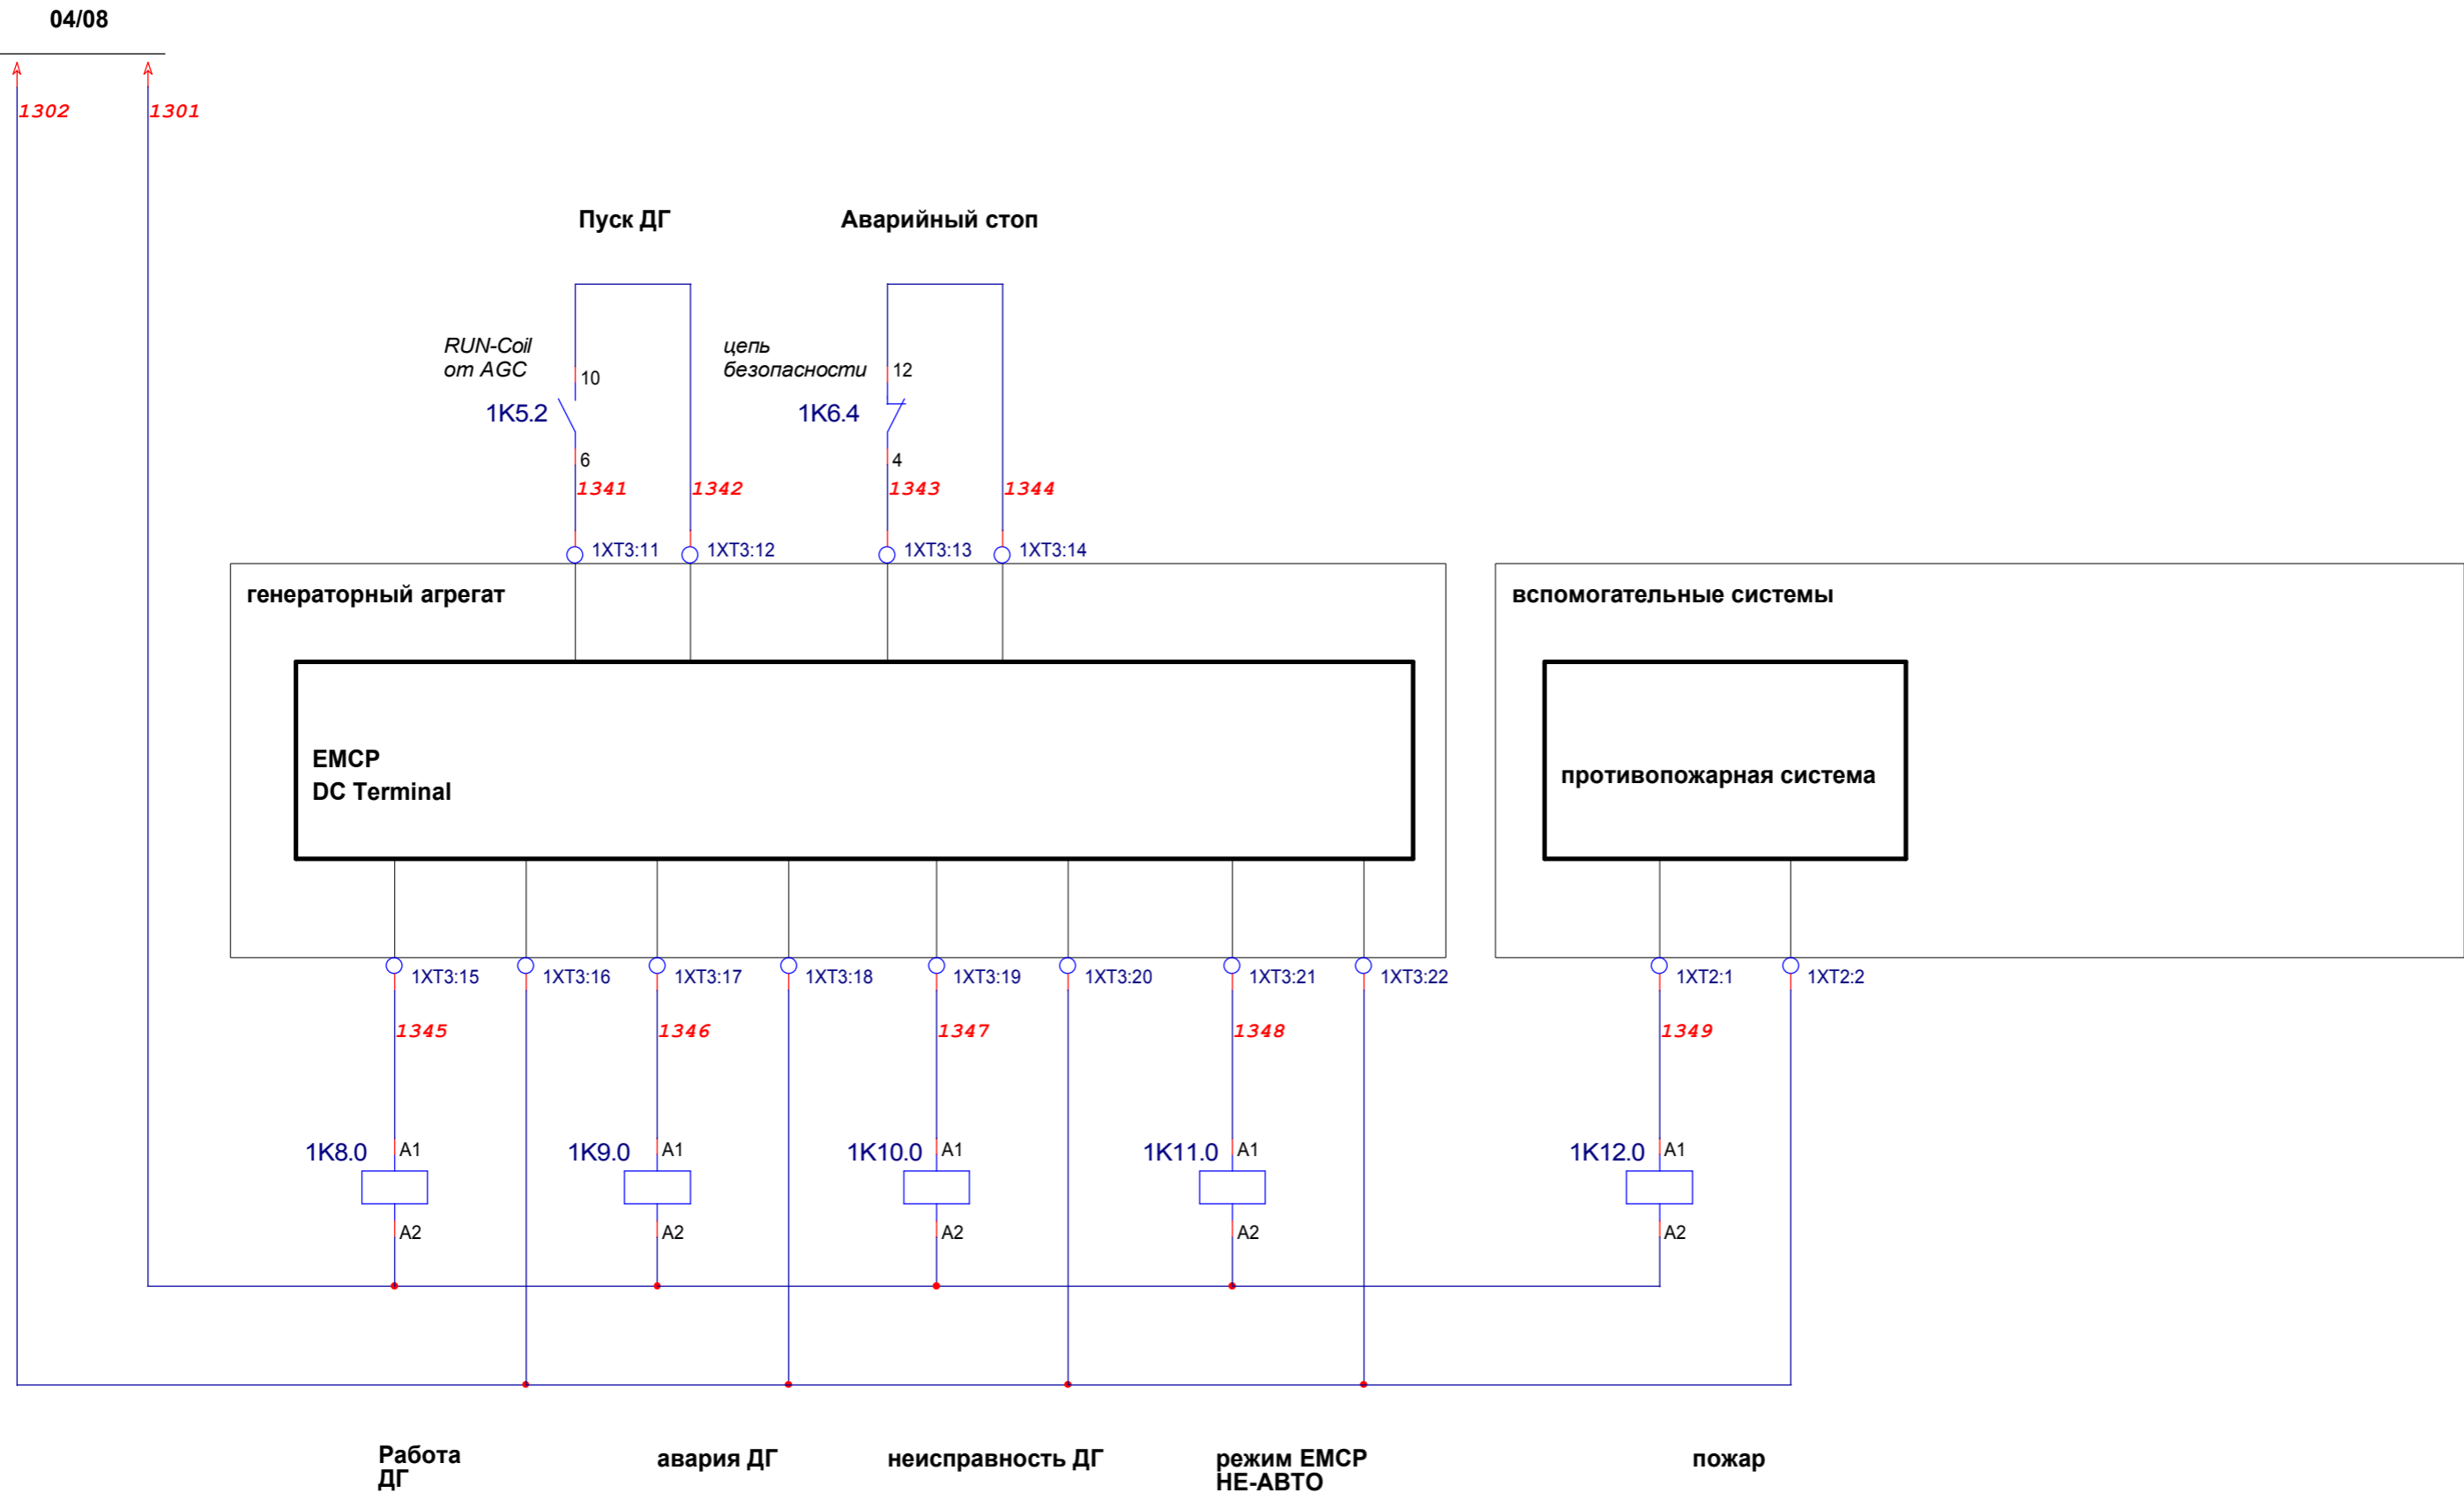 04/08
1302
1301
Пуск ДГ
Аварийный стоп
RUN-Coil
от AGC
10
1K5.2
6
1341
1342
цепь
безопасности
12
1K6.4
4
1343
1344
1XT3:11
1XT3:12
1XT3:13
1XT3:14
генераторный агрегат
вспомогательные системы
EMCP
DC Terminal
противопожарная система
1XT3:15
1XT3:16
1XT3:17
1XT3:18
1XT3:19
1XT3:20
1XT3:21
1XT3:22
1XT2:1
1XT2:2
1345
1346
1347
1348
1349
1K8.0
A1
A2
1K9.0
A1
A2
1K10.0
A1
A2
1K11.0
A1
A2
1K12.0
A1
A2
Работа
ДГ
авария ДГ
неисправность ДГ
режим EMCP
НЕ-АВТО
пожар